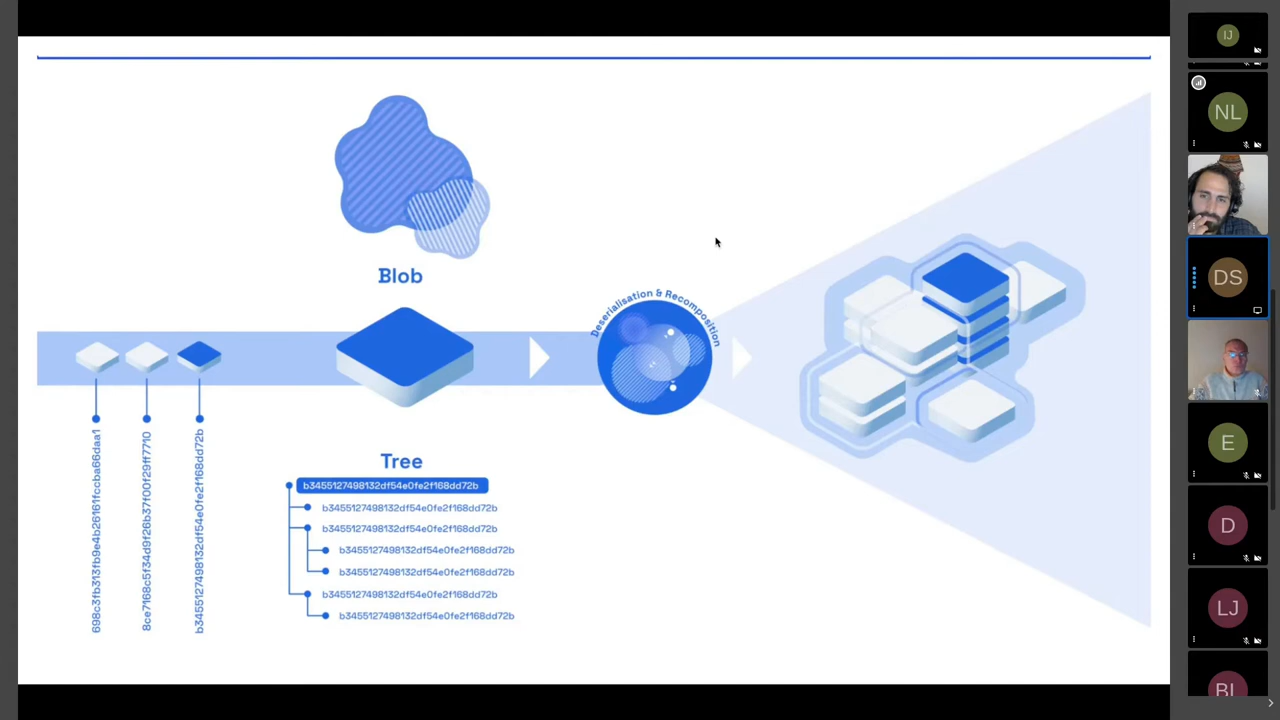 Blob
Deserialisation & Recomposition
698c3fb313fb9e4b26161fccba66daa1
8ce7168c5f34d9f26b37f00f29ff7710
b3455127498132df54e0fe2f168dd72b
Tree
b3455127498132df54e0fe2f168dd72b
b3455127498132df54e0fe2f168dd72b
b3455127498132df54e0fe2f168dd72b
b3455127498132df54e0fe2f168dd72b
b3455127498132df54e0fe2f168dd72b
b3455127498132df54e0fe2f168dd72b
b3455127498132df54e0fe2f168dd72b
IJ
NL
DS
E
D
LJ